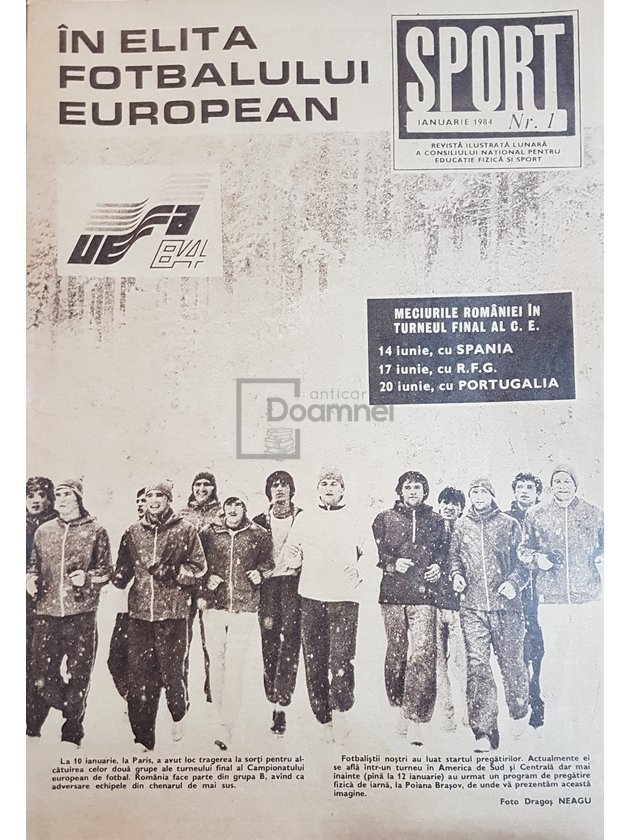 ÎN ELITA
FOTBALULUI
EUROPEAN
SPORT
IANUARIE 1984 Nr. 1
REVISTĂ ILUSTRATĂ LUNARĂ
A CONSILIULUI NAȚIONAL PENTRU
EDUCAȚIE FIZICĂ ȘI SPORT
UEFA
84
MECIURILE ROMÂNIEI ÎN
TURNEUL FINAL AL C. E.
14 iunie, cu SPANIA
17 iunie, cu R.F.G.
20 iunie, cu PORTUGALIA
anticar
Doamnei
La 10 ianuarie, la Paris, a avut loc tragerea la sorți pentru al-
cătuirea celor două grupe ale turneului final al Campionatului
european de fotbal. România face parte din grupa B, avînd ca
adversare echipele din chenarul de mai sus.
Fotbaliștii noștri au luat startul pregătirilor. Actualmente ei
se află într-un turneu în America de Sud și Centrală dar mai
înainte (pînă la 12 ianuarie) au urmat un program de pregătire
fizică de iarnă, la Poiana Brașov, de unde vă prezentăm această
imagine.
Foto Dragoș NEAGU